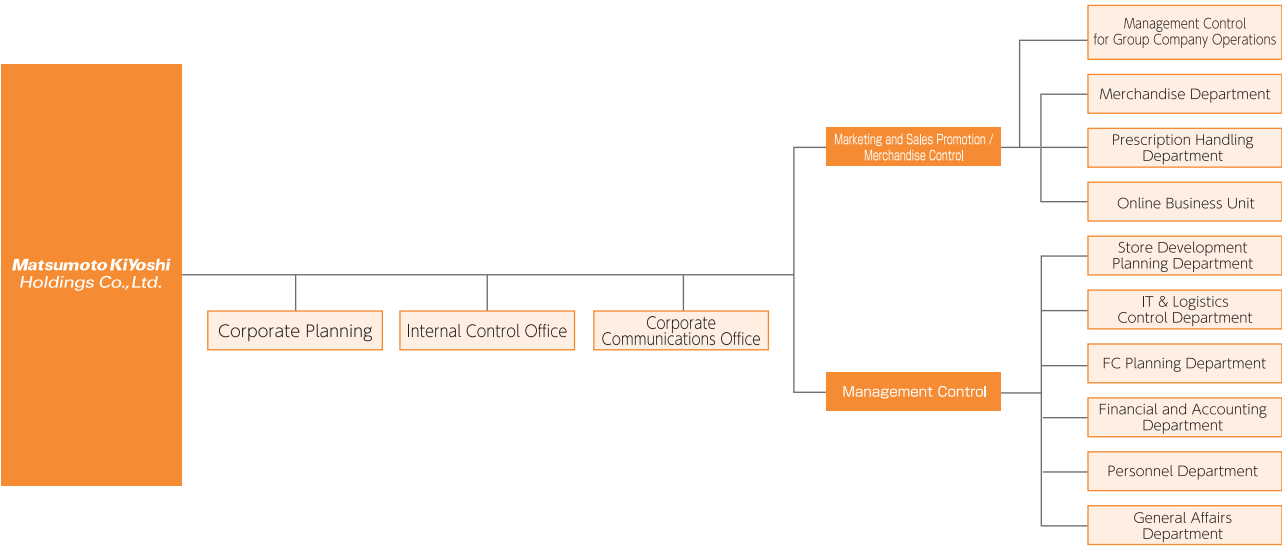 Matsumoto KiYoshi
Holdings Co.,Ltd.
Corporate Planning
Internal Control Office
Corporate
Communications Office
Marketing and Sales Promotion /
Merchandise Control
Management Control
for Group Company Operations
Merchandise Department
Prescription Handling
Department
Online Business Unit
Management Control
Store Development
Planning Department
IT & Logistics
Control Department
FC Planning Department
Financial and Accounting
Department
Personnel Department
General Affairs
Department